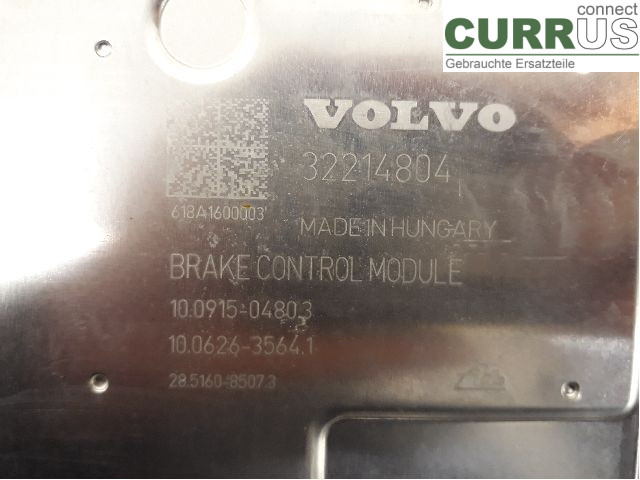 connect
CURRUS
Gebrauchte Ersatzteile
VOLVO
32214804
618A1600003
MADE IN HUNGARY
BRAKE CONTROL MODULE
10.0915-0480.3
10.0626-3564.1
28.5160-8507.3